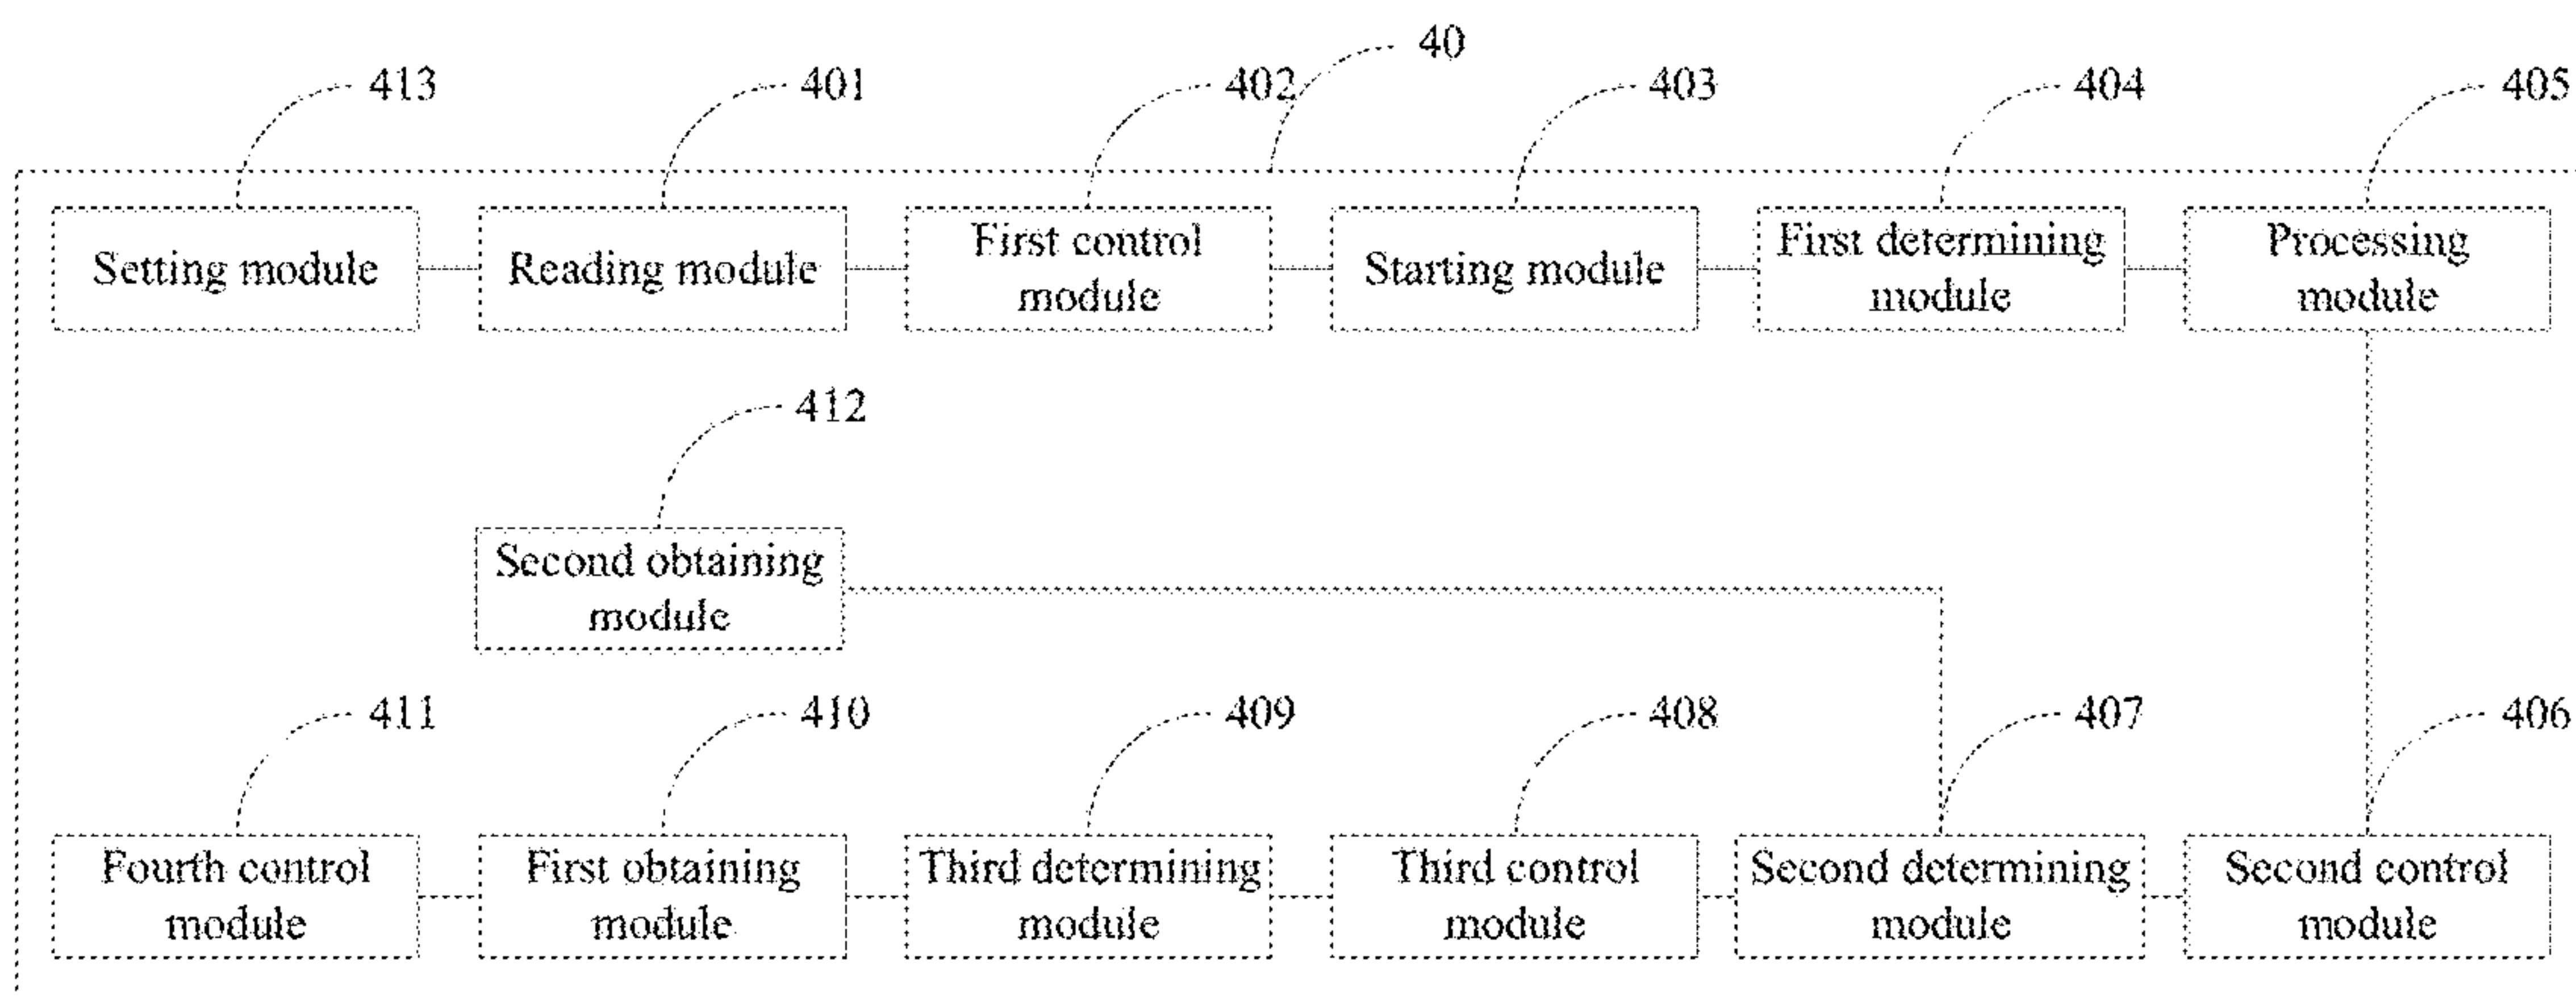 40
413
401
402
403
404
405
Setting module
Reading module
First control
module
Starting module
First determining
module
Processing
module
412
Second obtaining
module
411
410
409
408
407
406
Fourth control
module
First obtaining
module
Third determining
module
Third control
module
Second determining
module
Second control
module